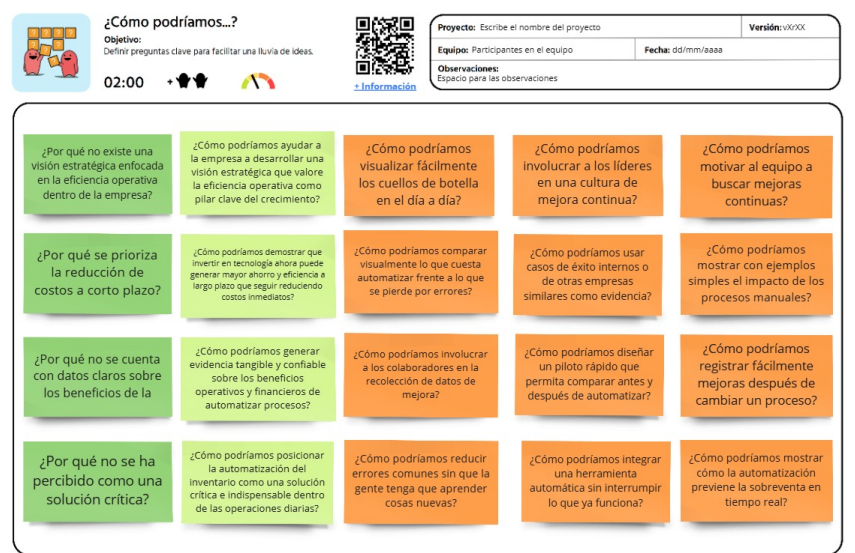 ¿Cómo podríamos...?
Objetivo:
Definir preguntas clave para facilitar una lluvia de ideas.
02:00
+
+ Información
Proyecto: Escribe el nombre del proyecto
Versión: vXrXX
Equipo: Participantes en el equipo
Fecha: dd/mm/aaaa
Observaciones:
Espacio para las observaciones
¿Por qué no existe una
visión estratégica enfocada
en la eficiencia operativa
dentro de la empresa?
¿Cómo podríamos ayudar a
la empresa a desarrollar una
visión estratégica que valore
la eficiencia operativa como
pilar clave del crecimiento?
¿Cómo podríamos
visualizar fácilmente
los cuellos de botella
en el día a día?
¿Cómo podríamos
involucrar a los líderes
en una cultura de
mejora continua?
¿Cómo podríamos
motivar al equipo a
buscar mejoras
continuas?
¿Por qué se prioriza
la reducción de
costos a corto plazo?
¿Cómo podríamos demostrar que
invertir en tecnología ahora puede
generar mayor ahorro y eficiencia a
largo plazo que seguir reduciendo
costos inmediatos?
¿Cómo podríamos comparar
visualmente lo que cuesta
automatizar frente a lo que
se pierde por errores?
¿Cómo podríamos usar
casos de éxito internos o
de otras empresas
similares como evidencia?
¿Cómo podríamos
mostrar con ejemplos
simples el impacto de los
procesos manuales?
¿Por qué no se cuenta
con datos claros sobre
los beneficios de la
¿Cómo podríamos generar
evidencia tangible y confiable
sobre los beneficios
operativos y financieros de
automatizar procesos?
¿Cómo podríamos involucrar
a los colaboradores en la
recolección de datos de
mejora?
¿Cómo podríamos diseñar
un piloto rápido que
permita comparar antes y
después de automatizar?
¿Cómo podríamos
registrar fácilmente
mejoras después de
cambiar un proceso?
¿Por qué no se ha
percibido como una
solución crítica?
¿Cómo podríamos posicionar
la automatización del
inventario como una solución
crítica e indispensable dentro
de las operaciones diarias?
¿Cómo podríamos reducir
errores comunes sin que la
gente tenga que aprender
cosas nuevas?
¿Cómo podríamos integrar
una herramienta
automática sin interrumpir
lo que ya funciona?
¿Cómo podríamos mostrar
cómo la automatización
previene la sobreventa en
tiempo real?